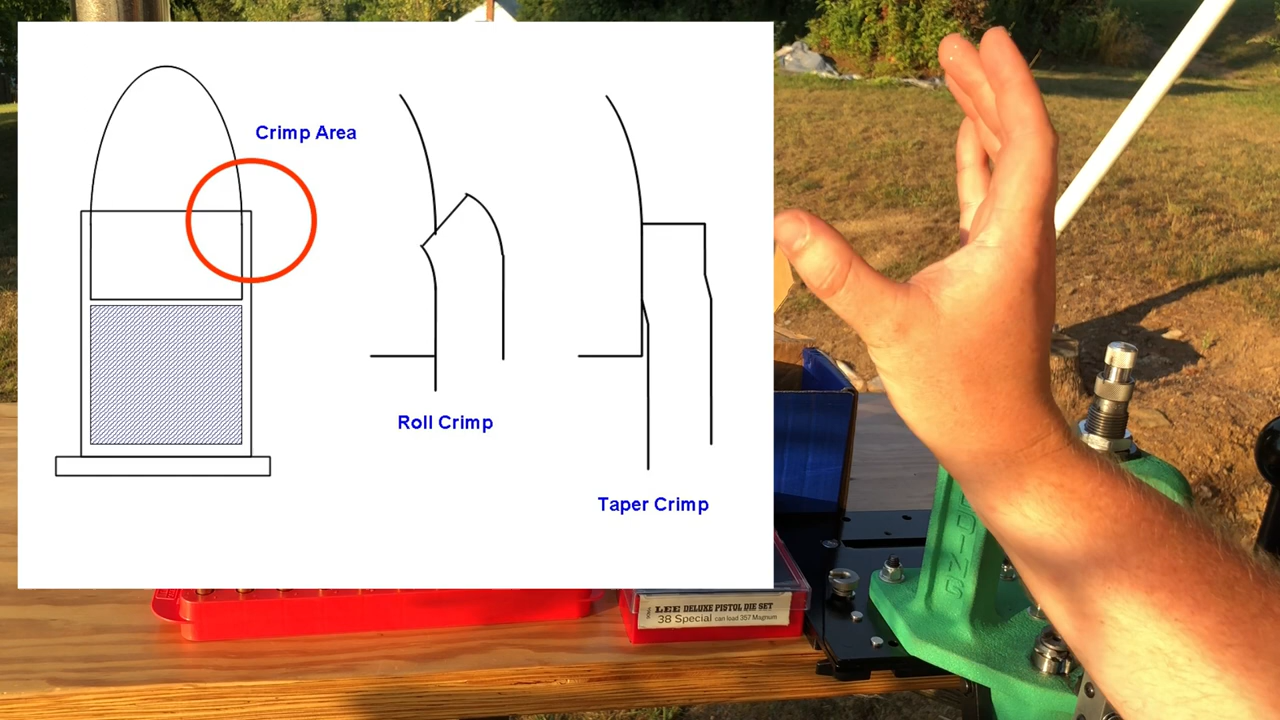 Crimp Area
Roll Crimp
Taper Crimp
LEE DELUXE PISTOL DIE SET
38 Special can load 357 Magnum